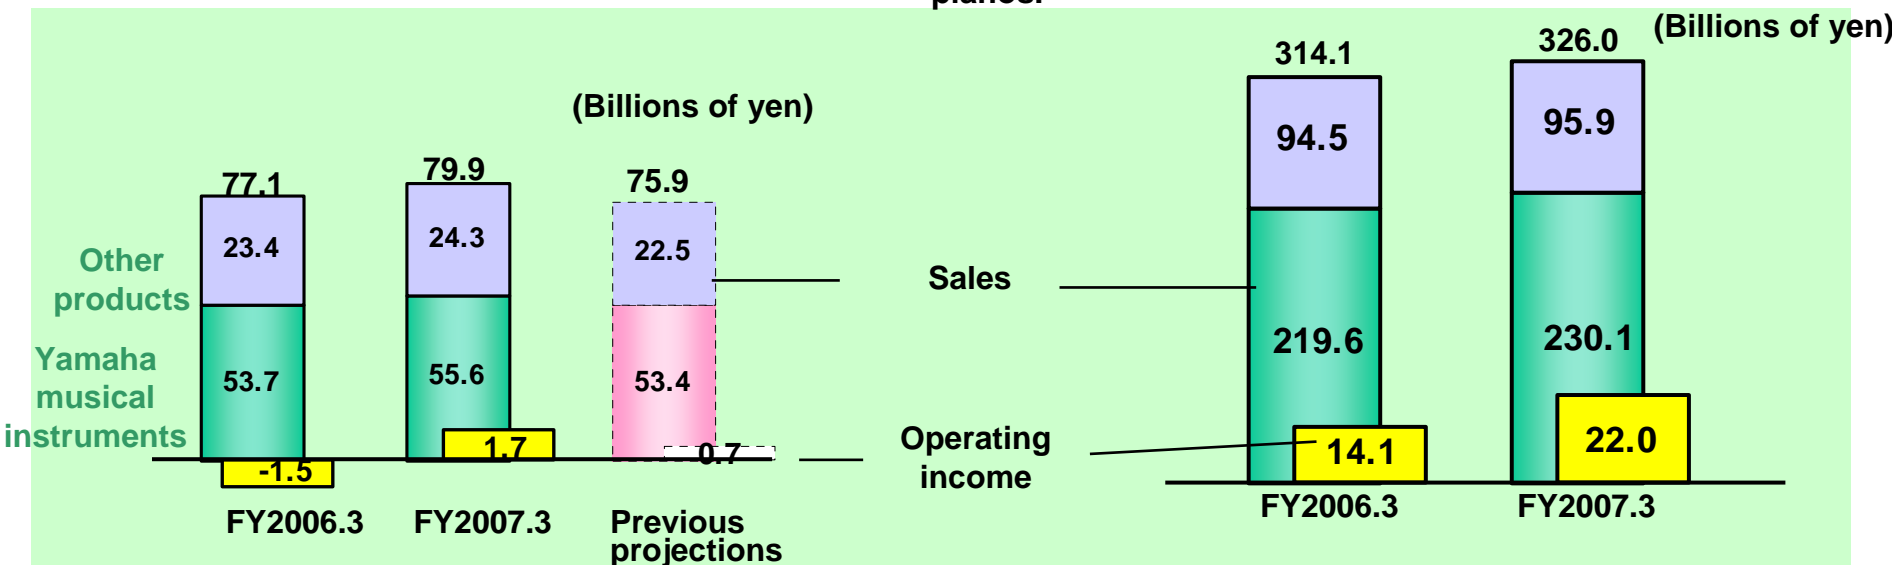 pianos.
(Billions of yen)
314.1
326.0
(Billions of yen)
94.5
95.9
77.1
79.9
75.9
23.4
24.3
22.5
Other
products
Sales
219.6
230.1
Yamaha
musical
instruments
53.7
55.6
53.4
Operating
income
-1.5
1.7
0.7
14.1
22.0
FY2006.3
FY2007.3
Previous
projections
FY2006.3
FY2007.3